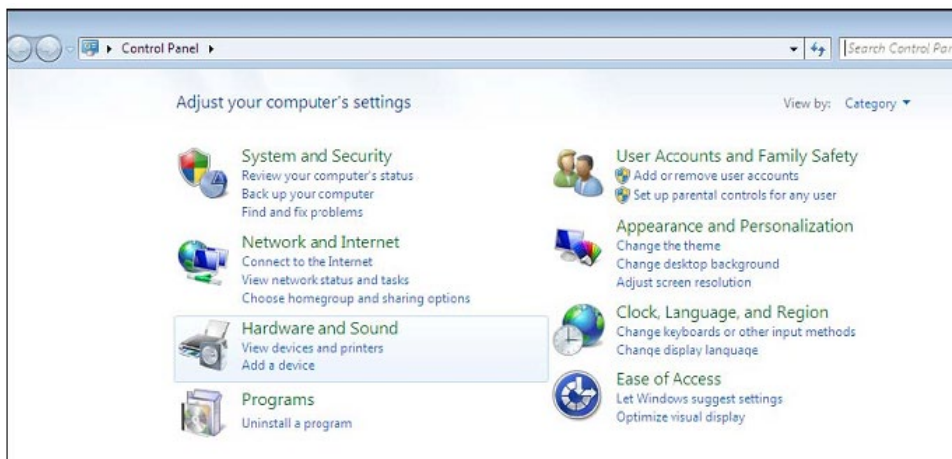 Control Panel
Search Control Par
Adjust your computer's settings
View by: Category
System and Security
Review your computer's status
Back up your computer
Find and fix problems
Network and Internet
Connect to the Internet
View network status and tasks
Choose homegroup and sharing options
Hardware and Sound
View devices and printers
Add a device
Programs
Uninstall a program
User Accounts and Family Safety
Add or remove user accounts
Set up parental controls for any user
Appearance and Personalization
Change the theme
Change desktop background
Adjust screen resolution
Clock, Language, and Region
Change keyboards or other input methods
Change display language
Ease of Access
Let Windows suggest settings
Optimize visual display